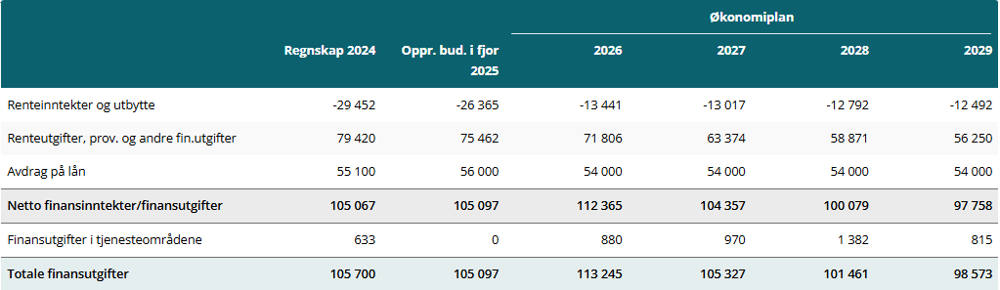 Økonomiplan
Regnskap 2024 Oppr. bud. i fjor 2026 2027 2028 2029
2025
Renteinntekter og utbytte -29 452 -26 365 -13 441 -13 017 -12 792 -12 492
Renteutgifter, prov. og andre fin.utgifter 79 420 75 462 71 806 63 374 58 871 56 250
Avdrag på lån 55 100 56 000 54 000 54 000 54 000 54 000
Netto finansinntekter/finansutgifter 105 067 105 097 112 365 104 357 100 079 97 758
Finansutgifter i tjenesteområdene 633 0 880 970 1 382 815
Totale finansutgifter 105 700 105 097 113 245 105 327 101 461 98 573